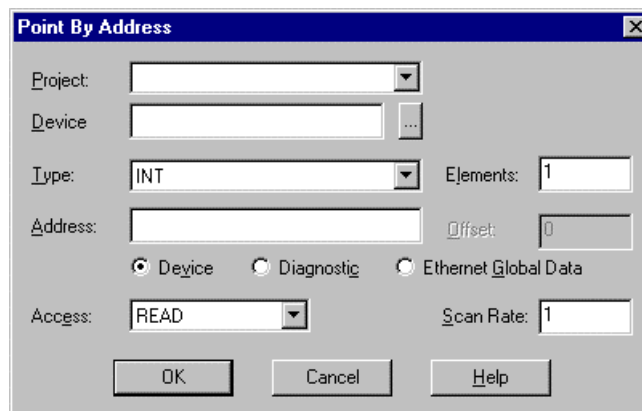 Point By Address
Project:
Device
...
Type: INT Elements: 1
Address: Offset: 0
Device Diagnostic Ethernet Global Data
Access: READ Scan Rate: 1
OK Cancel Help